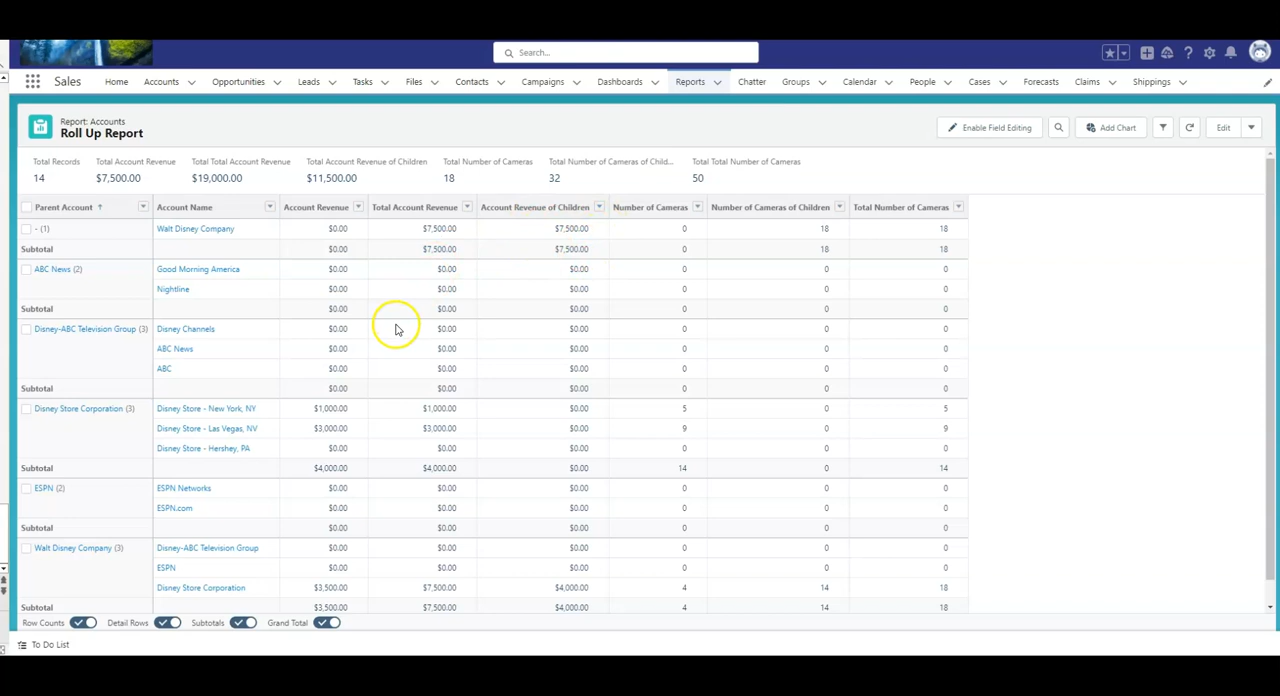 Search...
Sales Home Accounts Opportunities Leads Tasks Files Contacts Campaigns Dashboards Reports Chatter Groups Calendar People Cases Forecasts Claims Shippings
Report: Accounts
Roll Up Report
Enable Field Editing Add Chart Edit
Total Records Total Account Revenue Total Total Account Revenue Total Account Revenue of Children Total Number of Cameras Total Number of Cameras of Child... Total Total Number of Cameras
14 $7,500.00 $19,000.00 $11,500.00 18 32 50
Parent Account ↑ Account Name Account Revenue Total Account Revenue Account Revenue of Children Number of Cameras Number of Cameras of Children Total Number of Cameras
- (1) Walt Disney Company $0.00 $7,500.00 $7,500.00 0 18 18
Subtotal $0.00 $7,500.00 $7,500.00 0 18 18
ABC News (2) Good Morning America $0.00 $0.00 $0.00 0 0 0
Nightline $0.00 $0.00 $0.00 0 0 0
Subtotal $0.00 $0.00 $0.00 0 0 0
Disney-ABC Television Group (3) Disney Channels $0.00 $0.00 $0.00 0 0 0
ABC News $0.00 $0.00 $0.00 0 0 0
ABC $0.00 $0.00 $0.00 0 0 0
Subtotal $0.00 $0.00 $0.00 0 0 0
Disney Store Corporation (3) Disney Store - New York, NY $1,000.00 $1,000.00 $0.00 5 0 5
Disney Store - Las Vegas, NV $3,000.00 $3,000.00 $0.00 9 0 9
Disney Store - Hershey, PA $0.00 $0.00 $0.00 0 0 0
Subtotal $4,000.00 $4,000.00 $0.00 14 0 14
ESPN (2) ESPN Networks $0.00 $0.00 $0.00 0 0 0
ESPN.com $0.00 $0.00 $0.00 0 0 0
Subtotal $0.00 $0.00 $0.00 0 0 0
Walt Disney Company (3) Disney-ABC Television Group $0.00 $0.00 $0.00 0 0 0
ESPN $0.00 $0.00 $0.00 0 0 0
Disney Store Corporation $3,500.00 $7,500.00 $4,000.00 4 14 18
Subtotal $3,500.00 $7,500.00 $4,000.00 4 14 18
Row Counts Detail Rows Subtotals Grand Total
To Do List